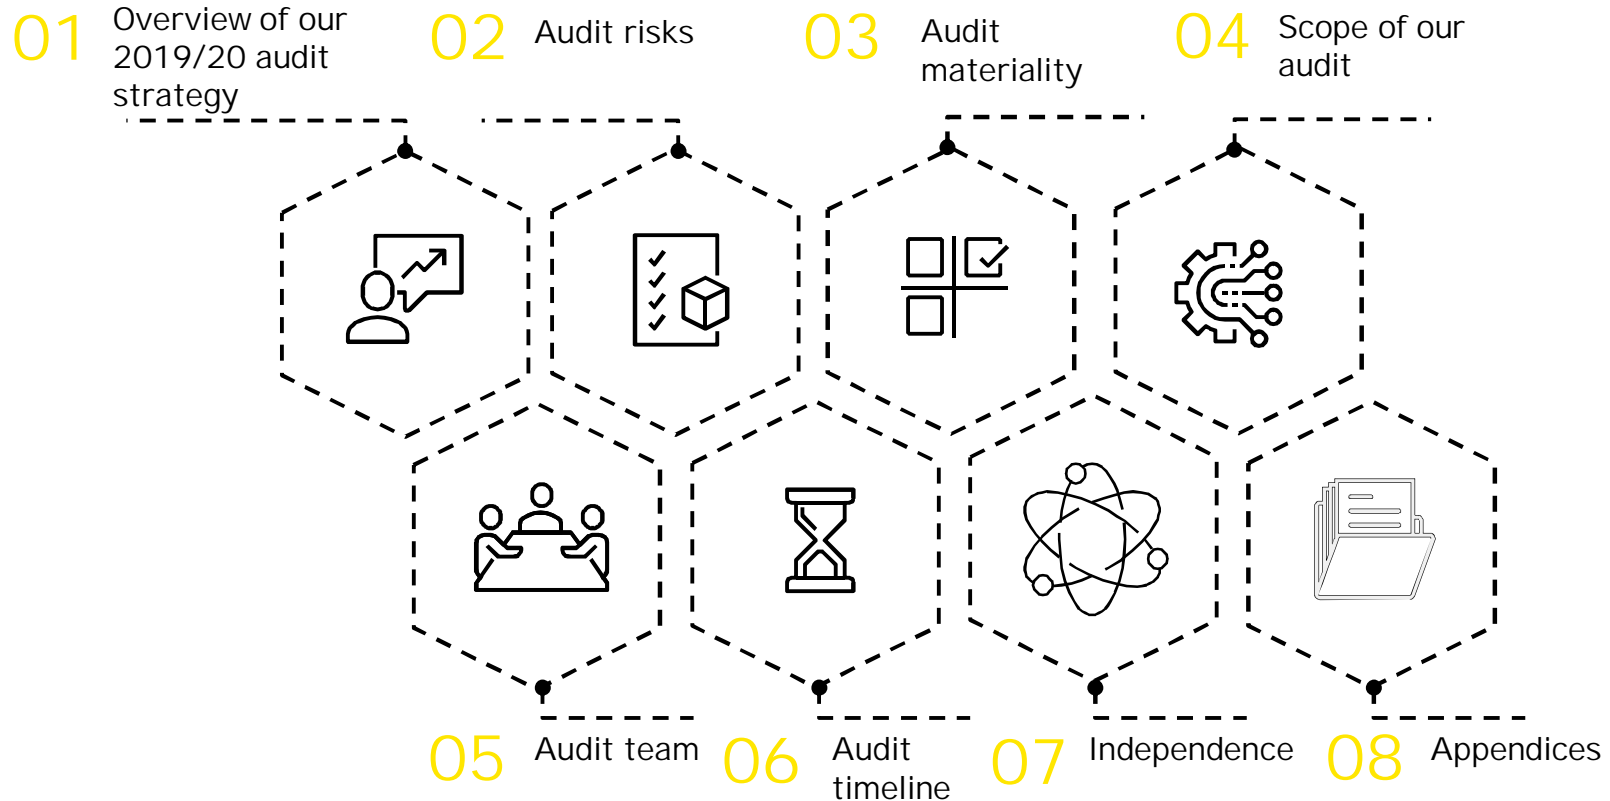 01
Overview of our
2019/20 audit
strategy
02
Audit risks
03
Audit
materiality
04
Scope of our
audit
05
Audit team
06
Audit
timeline
07
Independence
08
Appendices